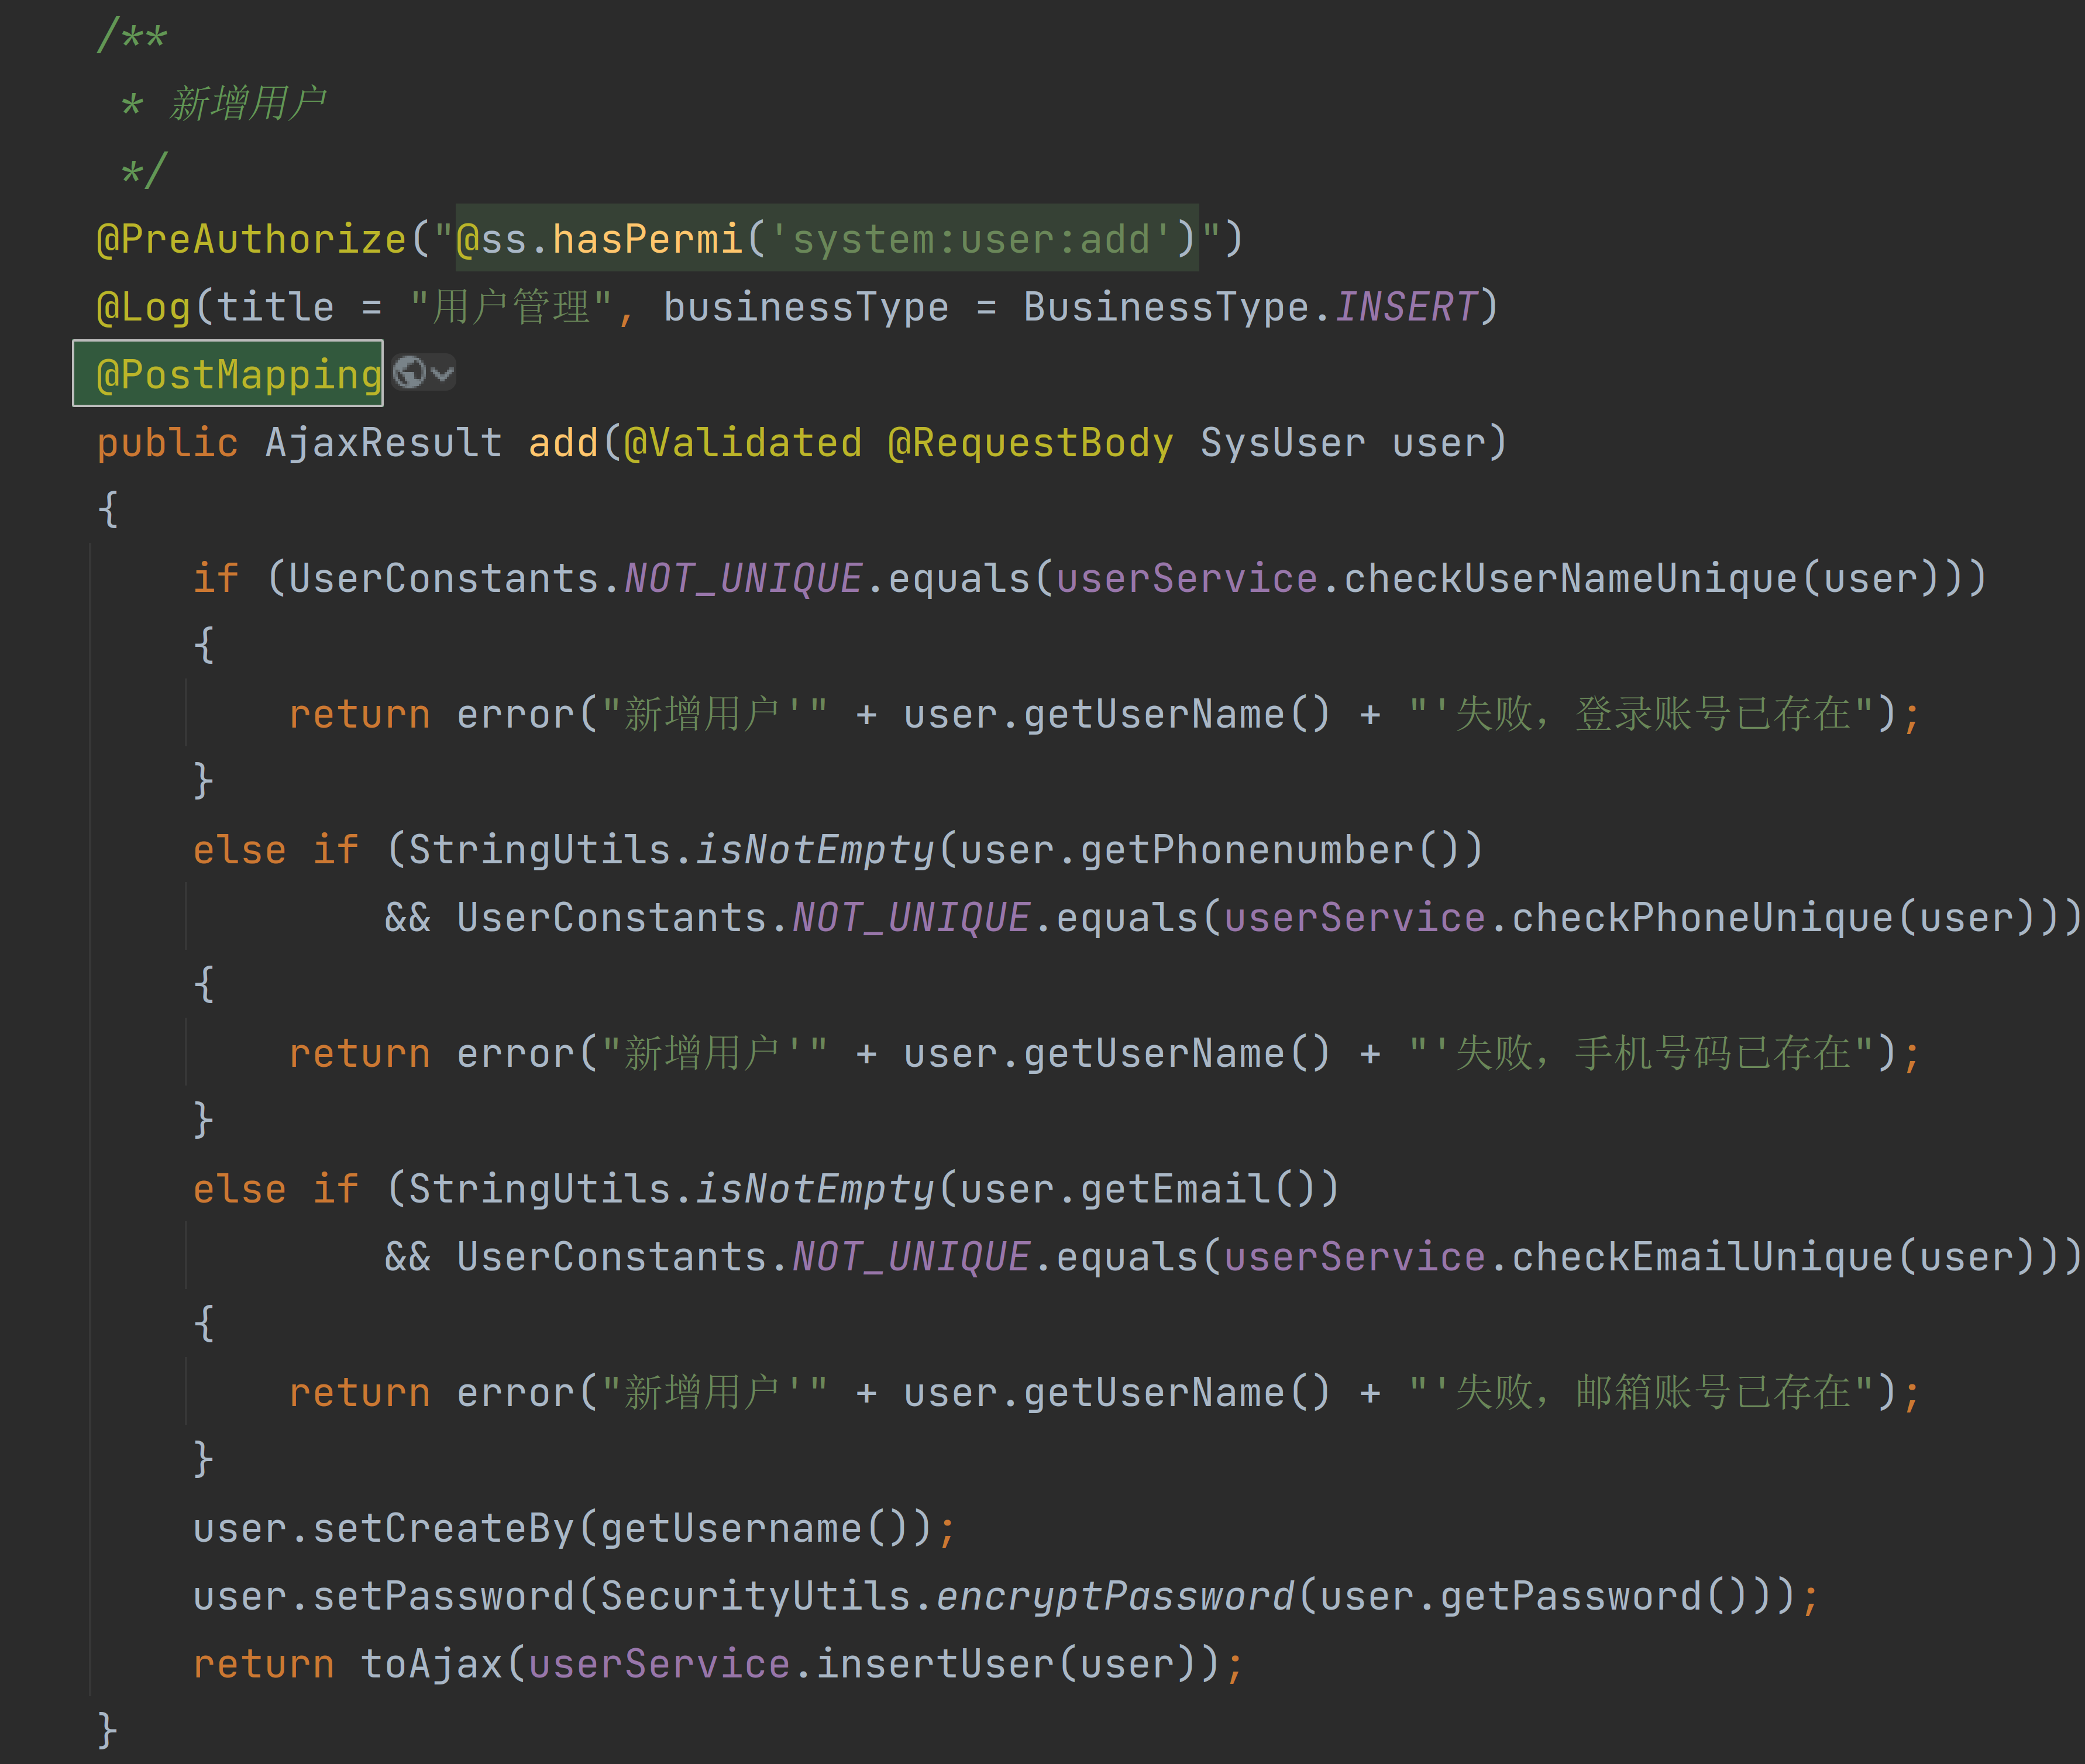 /**
 * 新增用户
 */
@PreAuthorize("@ss.hasPermi('system:user:add')")
@Log(title = "用户管理", businessType = BusinessType.INSERT)
@PostMapping
public AjaxResult add(@Validated @RequestBody SysUser user)
{
    if (UserConstants.NOT_UNIQUE.equals(userService.checkUserNameUnique(user)))
    {
        return error("新增用户'" + user.getUserName() + "'失败，登录账号已存在");
    }
    else if (StringUtils.isNotEmpty(user.getPhonenumber())
            && UserConstants.NOT_UNIQUE.equals(userService.checkPhoneUnique(user)))
    {
        return error("新增用户'" + user.getUserName() + "'失败，手机号码已存在");
    }
    else if (StringUtils.isNotEmpty(user.getEmail())
            && UserConstants.NOT_UNIQUE.equals(userService.checkEmailUnique(user)))
    {
        return error("新增用户'" + user.getUserName() + "'失败，邮箱账号已存在");
    }
    user.setCreateBy(getUsername());
    user.setPassword(SecurityUtils.encryptPassword(user.getPassword()));
    return toAjax(userService.insertUser(user));
}